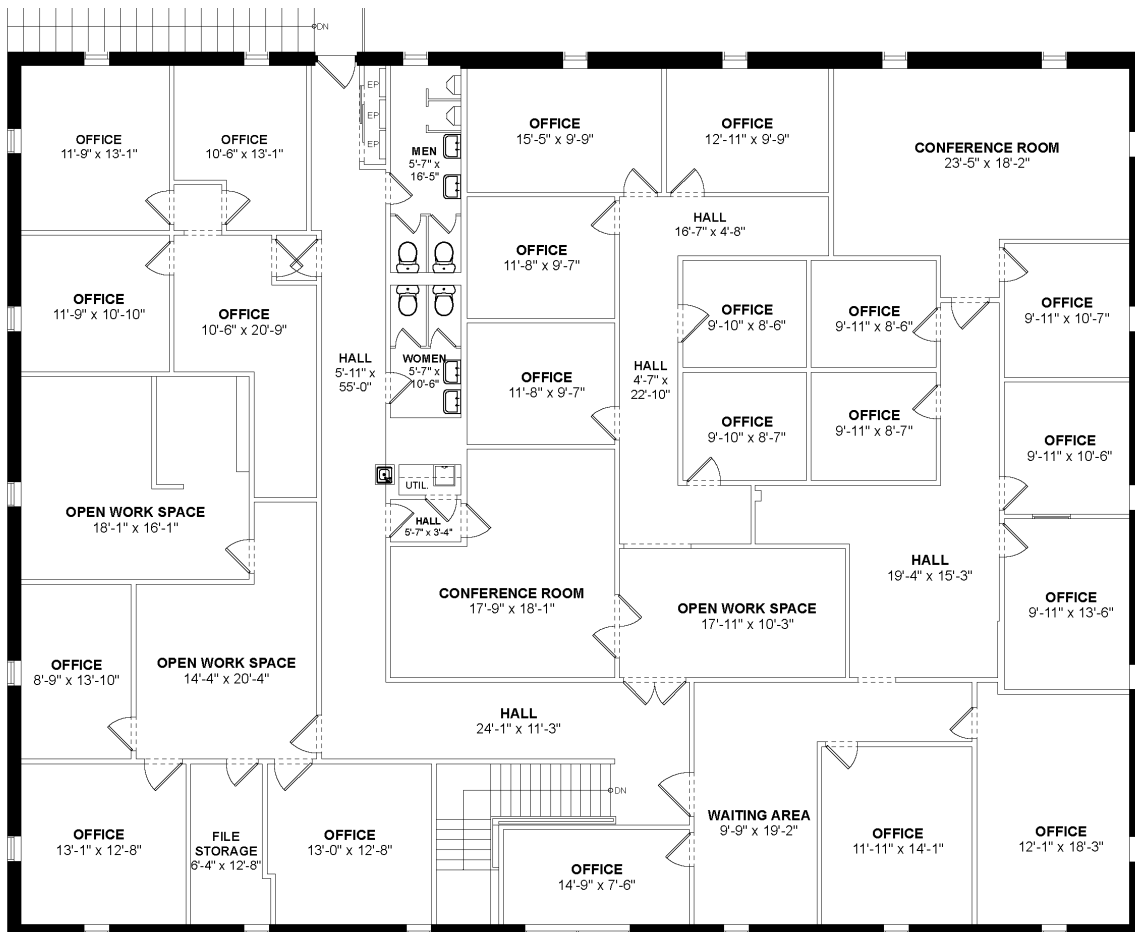 DN
OFFICE
11'-9" x 13'-1"
OFFICE
10'-6" x 13'-1"
EP
EP
EP
MEN
5'-7" x
16'-5"
OFFICE
15'-5" x 9'-9"
OFFICE
12'-11" x 9'-9"
CONFERENCE ROOM
23'-5" x 18'-2"
HALL
16'-7" x 4'-8"
OFFICE
11'-8" x 9'-7"
OFFICE
11'-9" x 10'-10"
OFFICE
10'-6" x 20'-9"
OFFICE
9'-10" x 8'-6"
OFFICE
9'-11" x 8'-6"
OFFICE
9'-11" x 10'-7"
HALL
5'-11" x
55'-0"
WOMEN
5'-7" x
10'-6"
OFFICE
11'-8" x 9'-7"
HALL
4'-7" x
22'-10"
OFFICE
9'-10" x 8'-7"
OFFICE
9'-11" x 8'-7"
OFFICE
9'-11" x 10'-6"
OPEN WORK SPACE
18'-1" x 16'-1"
UTIL.
HALL
5'-7" x 3'-4"
HALL
19'-4" x 15'-3"
CONFERENCE ROOM
17'-9" x 18'-1"
OPEN WORK SPACE
17'-11" x 10'-3"
OFFICE
9'-11" x 13'-6"
OFFICE
8'-9" x 13'-10"
OPEN WORK SPACE
14'-4" x 20'-4"
HALL
24'-1" x 11'-3"
DN
OFFICE
13'-1" x 12'-8"
FILE
STORAGE
6'-4" x 12'-8"
OFFICE
13'-0" x 12'-8"
WAITING AREA
9'-9" x 19'-2"
OFFICE
11'-11" x 14'-1"
OFFICE
12'-1" x 18'-3"
OFFICE
14'-9" x 7'-6"